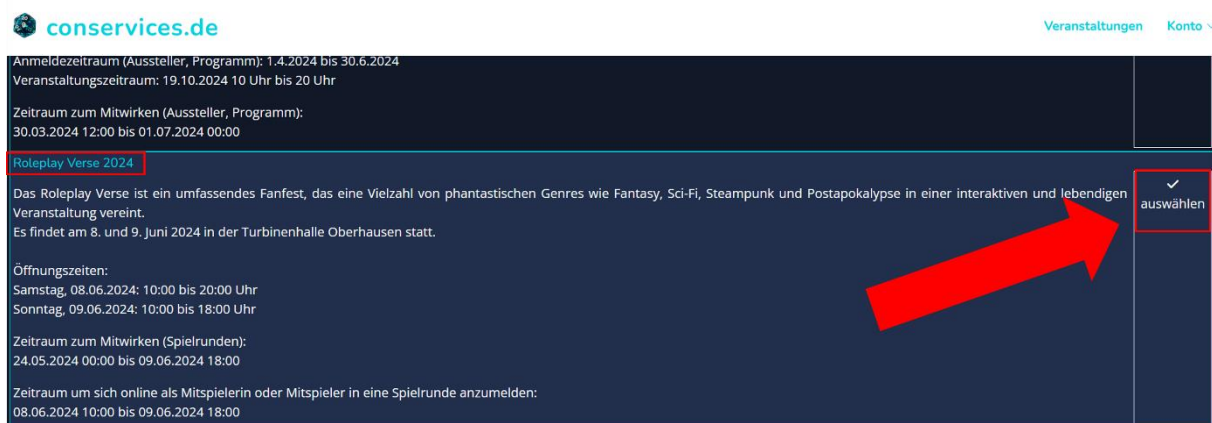 conservices.de
Veranstaltungen Konto
Anmeldezeitraum (Aussteller, Programm): 1.4.2024 bis 30.6.2024
Veranstaltungszeitraum: 19.10.2024 10 Uhr bis 20 Uhr
Zeitraum zum Mitwirken (Aussteller, Programm):
30.03.2024 12:00 bis 01.07.2024 00:00
Roleplay Verse 2024
Das Roleplay Verse ist ein umfassendes Fanfest, das eine Vielzahl von phantastischen Genres wie Fantasy, Sci-Fi, Steampunk und Postapokalypse in einer interaktiven und lebendigen
Veranstaltung vereint.
Es findet am 8. und 9. Juni 2024 in der Turbinenhalle Oberhausen statt.
auswählen
Öffnungszeiten:
Samstag, 08.06.2024: 10:00 bis 20:00 Uhr
Sonntag, 09.06.2024: 10:00 bis 18:00 Uhr
Zeitraum zum Mitwirken (Spielrunden):
24.05.2024 00:00 bis 09.06.2024 18:00
Zeitraum um sich online als Mitspielerin oder Mitspieler in eine Spielrunde anzumelden:
08.06.2024 10:00 bis 09.06.2024 18:00